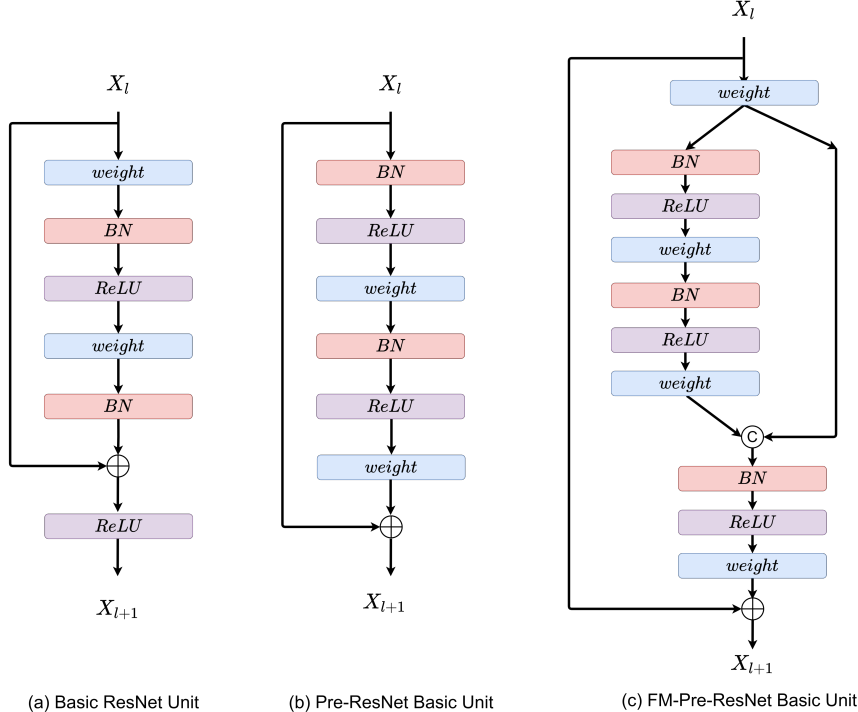 X_l
weight
BN
ReLU
weight
BN
ReLU
X_{l+1}
(a) Basic ResNet Unit
X_l
BN
ReLU
weight
BN
ReLU
weight
X_{l+1}
(b) Pre-ResNet Basic Unit
X_l
weight
BN
ReLU
weight
BN
ReLU
weight
C
BN
ReLU
weight
X_{l+1}
(c) FM-Pre-ResNet Basic Unit